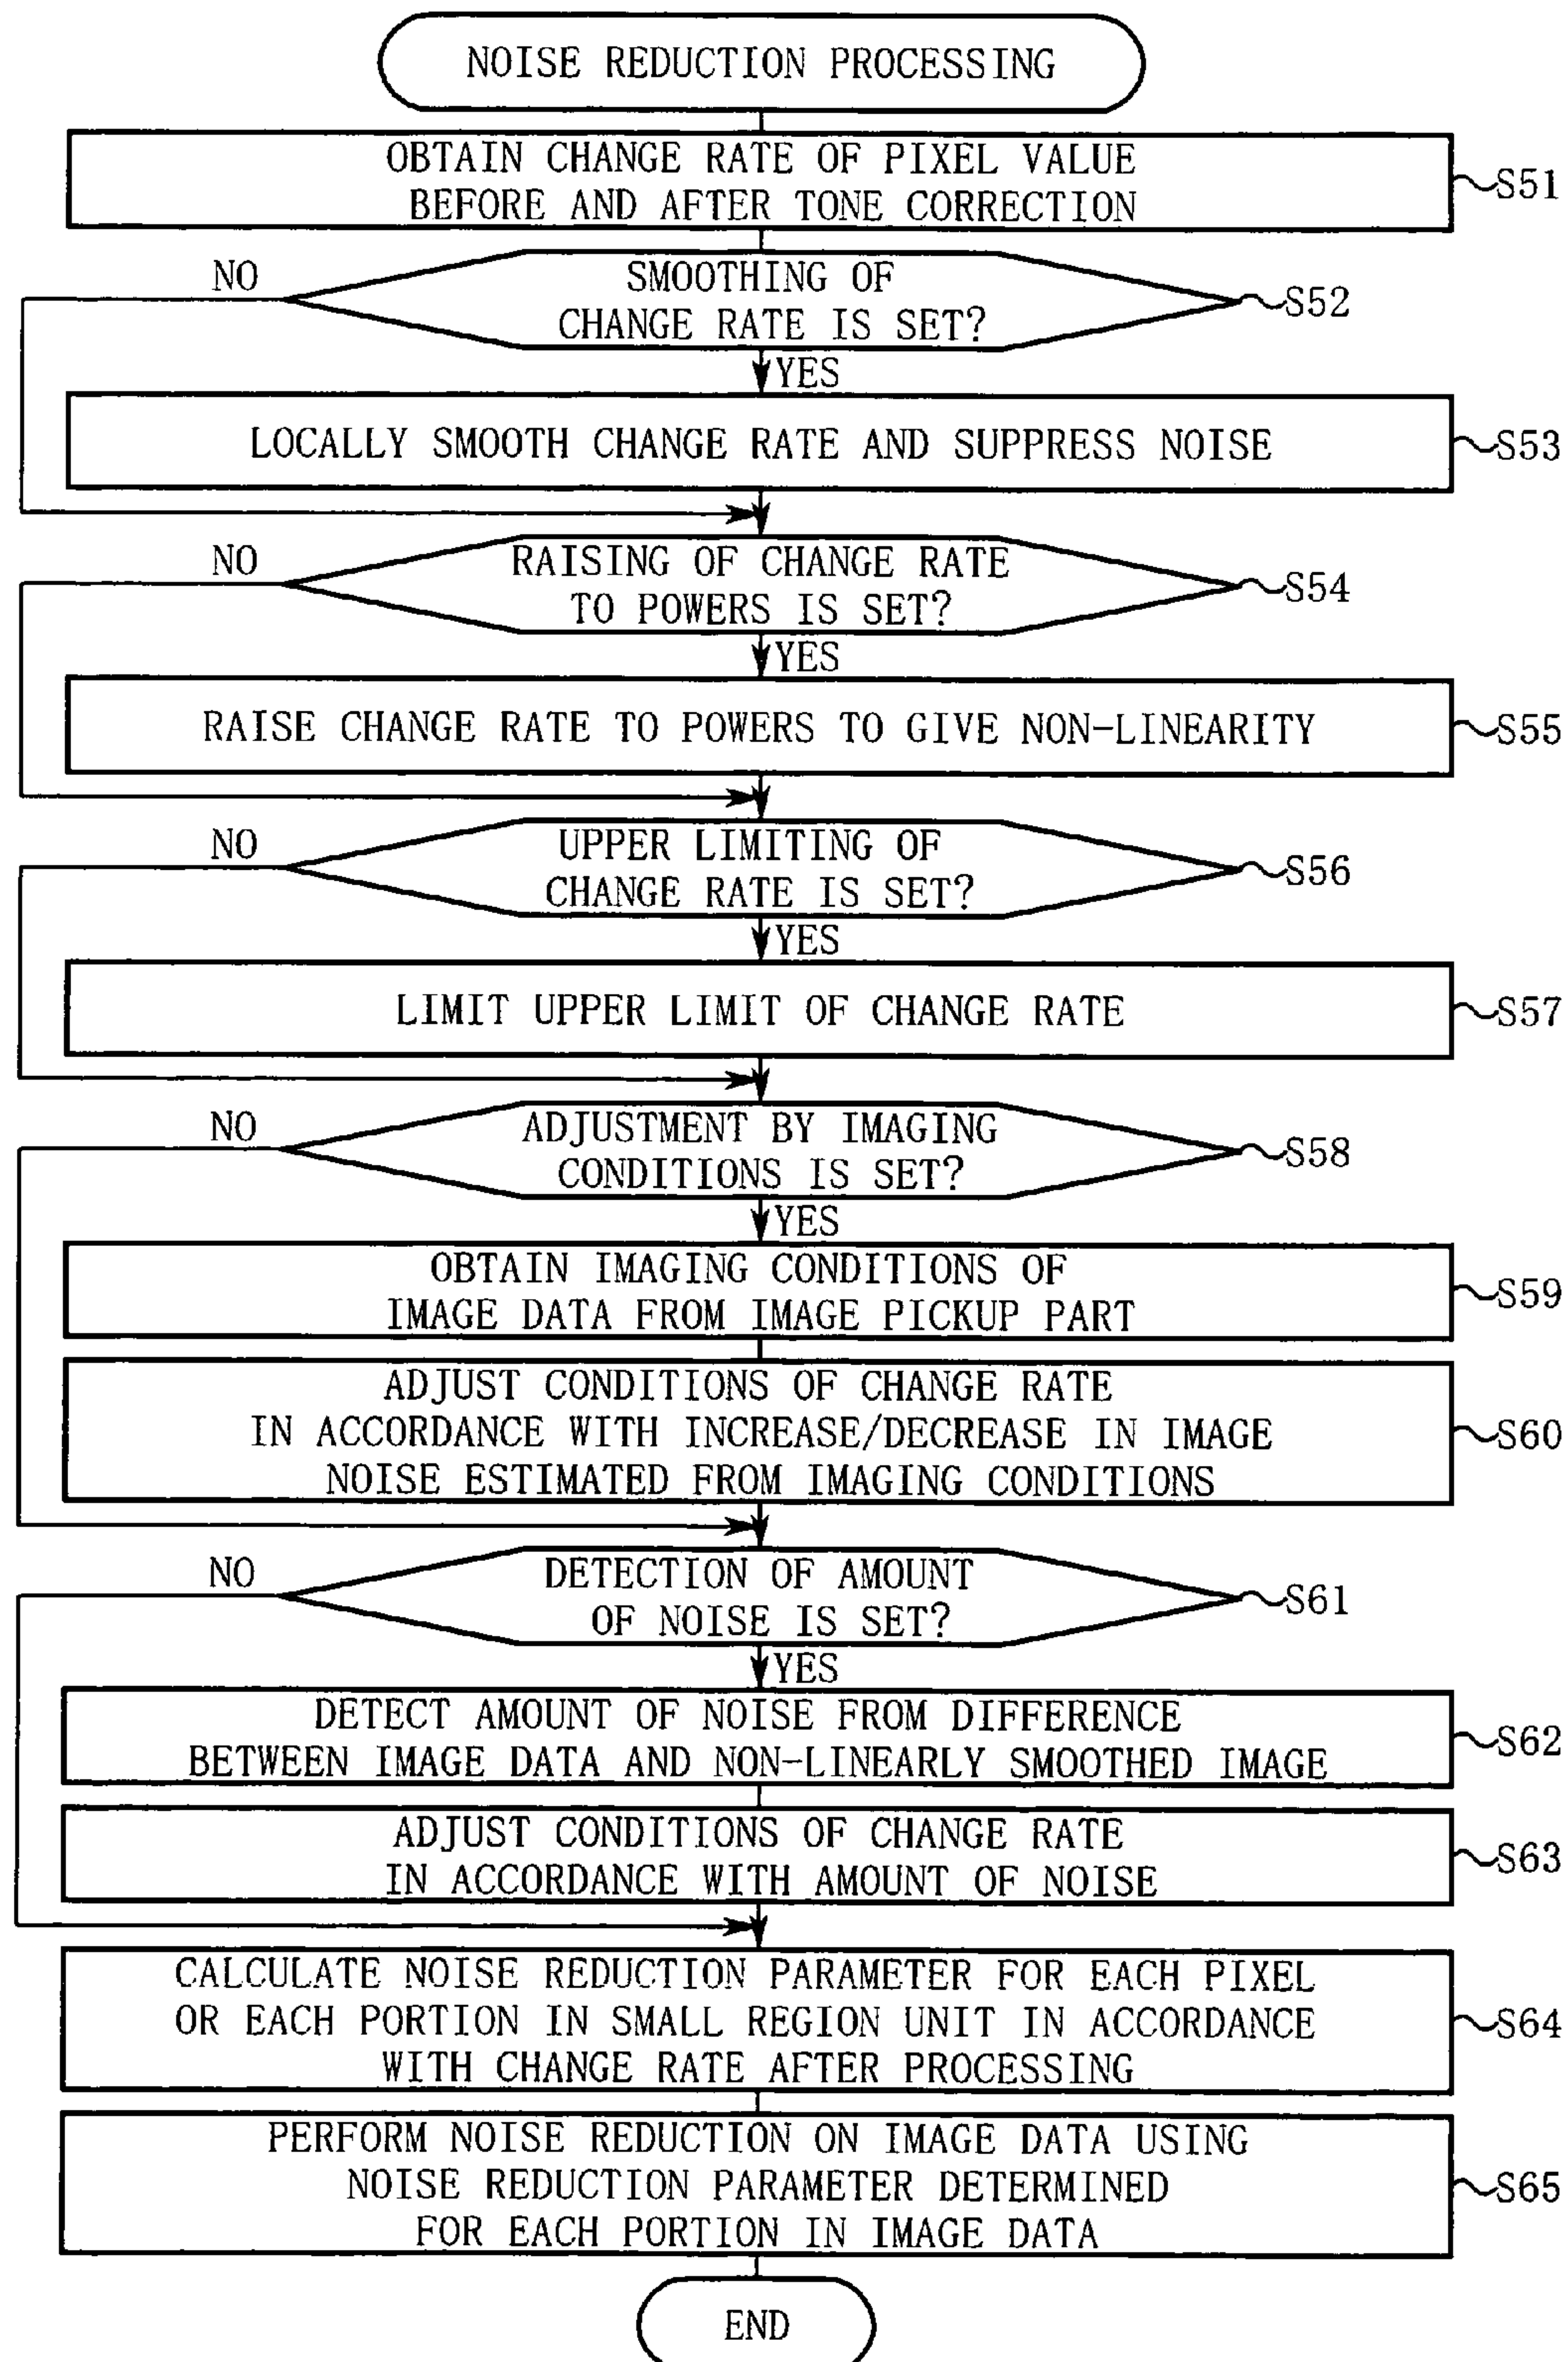 NOISE REDUCTION PROCESSING
OBTAIN CHANGE RATE OF PIXEL VALUE
BEFORE AND AFTER TONE CORRECTION
S51
NO
SMOOTHING OF
CHANGE RATE IS SET?
S52
YES
LOCALLY SMOOTH CHANGE RATE AND SUPPRESS NOISE
S53
NO
RAISING OF CHANGE RATE
TO POWERS IS SET?
S54
YES
RAISE CHANGE RATE TO POWERS TO GIVE NON-LINEARITY
S55
NO
UPPER LIMITING OF
CHANGE RATE IS SET?
S56
YES
LIMIT UPPER LIMIT OF CHANGE RATE
S57
NO
ADJUSTMENT BY IMAGING
CONDITIONS IS SET?
S58
YES
OBTAIN IMAGING CONDITIONS OF
IMAGE DATA FROM IMAGE PICKUP PART
S59
ADJUST CONDITIONS OF CHANGE RATE
IN ACCORDANCE WITH INCREASE/DECREASE IN IMAGE
NOISE ESTIMATED FROM IMAGING CONDITIONS
S60
NO
DETECTION OF AMOUNT
OF NOISE IS SET?
S61
YES
DETECT AMOUNT OF NOISE FROM DIFFERENCE
BETWEEN IMAGE DATA AND NON-LINEARLY SMOOTHED IMAGE
S62
ADJUST CONDITIONS OF CHANGE RATE
IN ACCORDANCE WITH AMOUNT OF NOISE
S63
CALCULATE NOISE REDUCTION PARAMETER FOR EACH PIXEL
OR EACH PORTION IN SMALL REGION UNIT IN ACCORDANCE
WITH CHANGE RATE AFTER PROCESSING
S64
PERFORM NOISE REDUCTION ON IMAGE DATA USING
NOISE REDUCTION PARAMETER DETERMINED
FOR EACH PORTION IN IMAGE DATA
S65
END